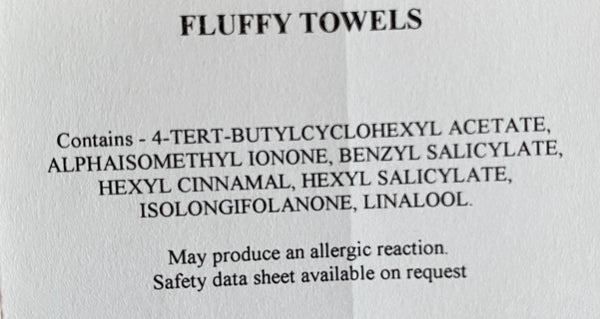 FLUFFY TOWELS
Contains - 4-TERT-BUTYLCYCLOHEXYL ACETATE,
ALPHAISOMETHYL IONONE, BENZYL SALICYLATE,
HEXYL CINNAMAL, HEXYL SALICYLATE,
ISOLONGIFOLANONE, LINALOOL.
May produce an allergic reaction.
Safety data sheet available on request